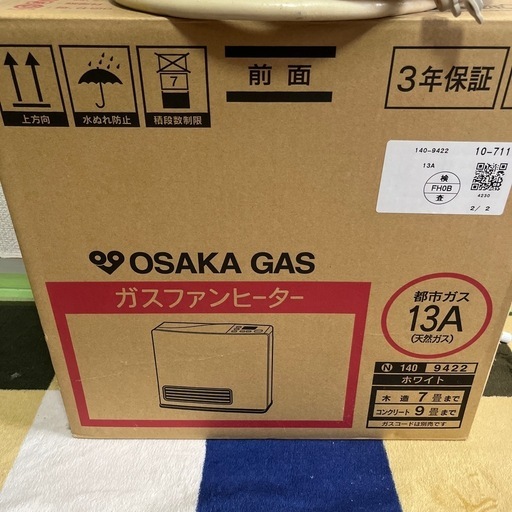 7
上方向
水ぬれ防止
積段数制限
前面
3年保証
140-9422
10-711
13A
検
FH0B
査
A250
2/ 2
OSAKA GAS
ガスファンヒーター
都市ガス
13A
(天然ガス)
N 140 9422
ホワイト
木造 7畳まで
コンクリート 9畳まで
ガスコードは別売です